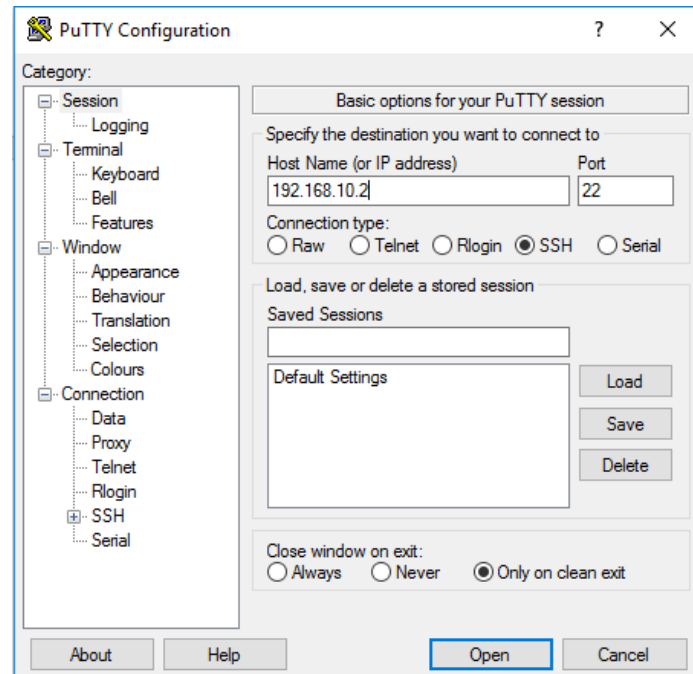 PuTTY Configuration
?
Category:
Session
Logging
Terminal
Keyboard
Bell
Features
Window
Appearance
Behaviour
Translation
Selection
Colours
Connection
Data
Proxy
Telnet
Rlogin
SSH
Serial
Basic options for your PuTTY session
Specify the destination you want to connect to
Host Name (or IP address) Port
192.168.10.2 22
Connection type:
Raw Telnet Rlogin SSH Serial
Load, save or delete a stored session
Saved Sessions
Default Settings
Load
Save
Delete
Close window on exit:
Always Never Only on clean exit
About Help Open Cancel